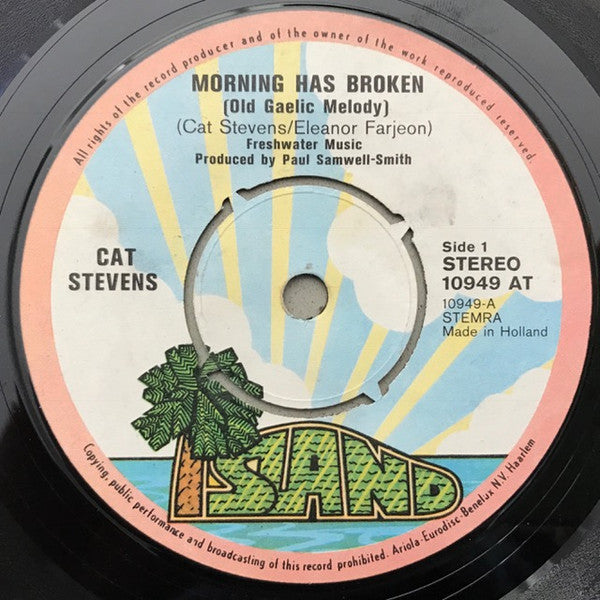 All rights of the record producer and of the owner of the work reproduced reserved.
MORNING HAS BROKEN
(Old Gaelic Melody)
(Cat Stevens/Eleanor Farjeon)
Freshwater Music
Produced by Paul Samwell-Smith
CAT
STEVENS
Side 1
STEREO
10949 AT
10949-A
STEMRA
Made in Holland
ISLAND
Copying, public performance and broadcasting of this record prohibited. Ariola-Eurodisc-Benelux N.V. Haarlem